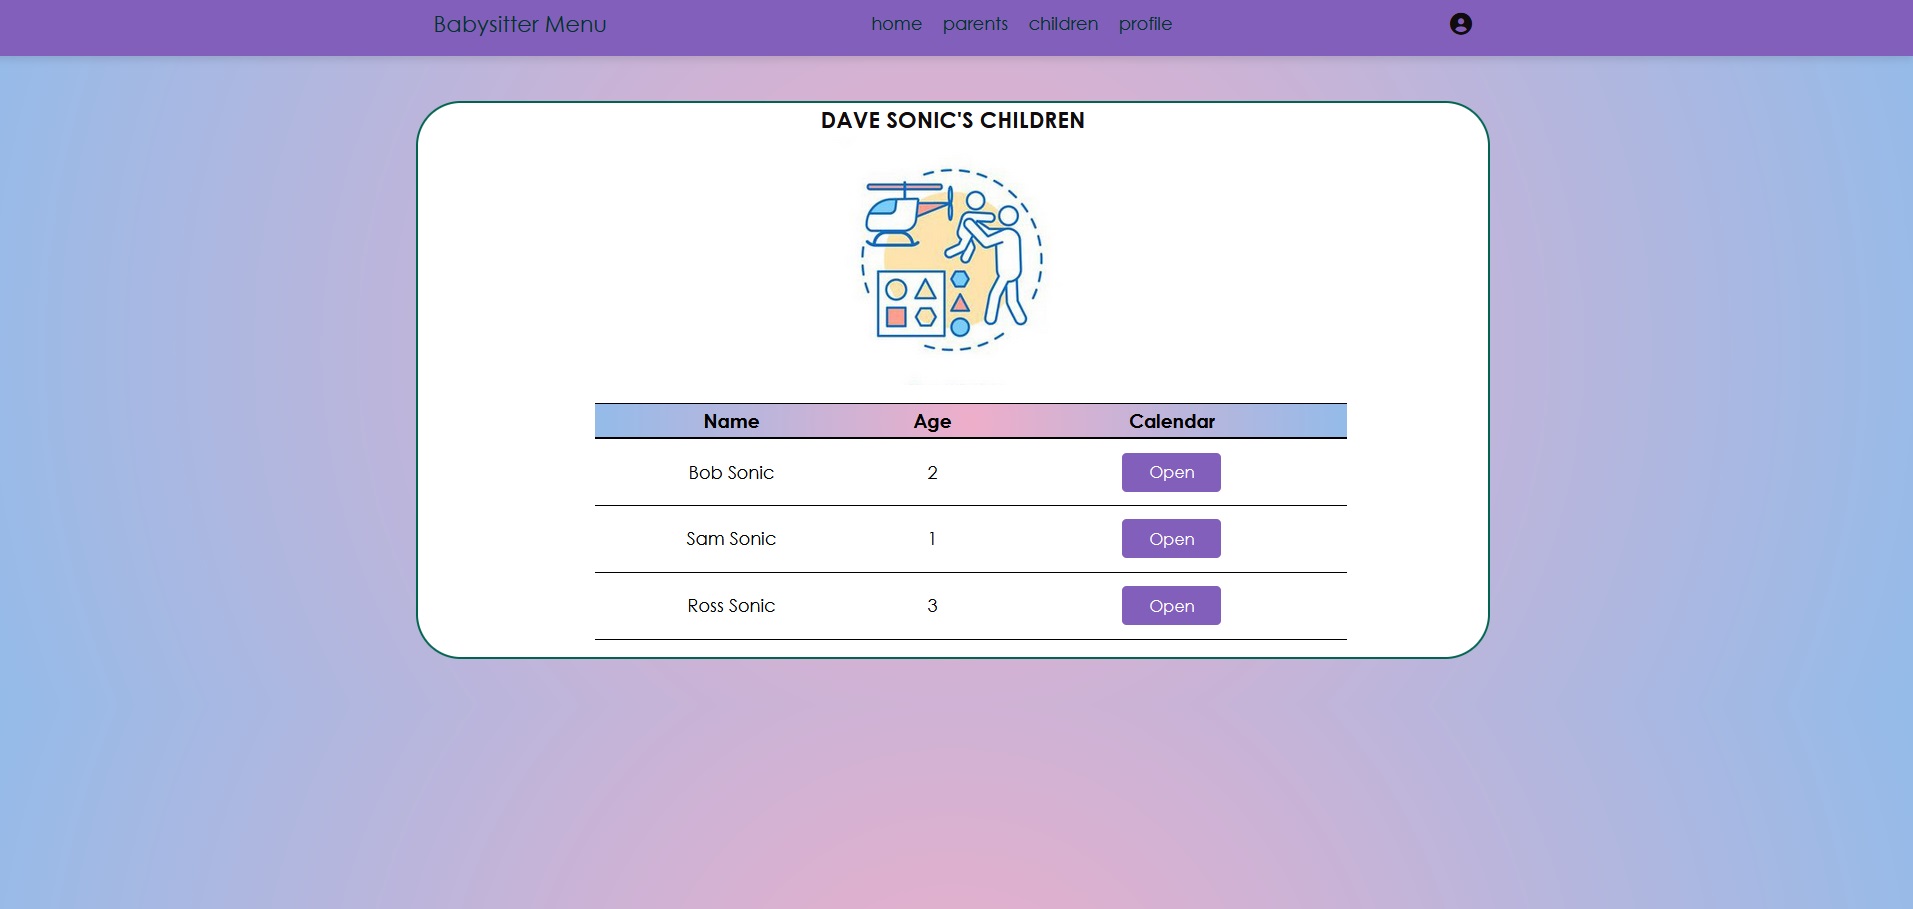 Babysitter Menu home parents children profile
DAVE SONIC'S CHILDREN
Name Age Calendar
Bob Sonic 2 Open
Sam Sonic 1 Open
Ross Sonic 3 Open